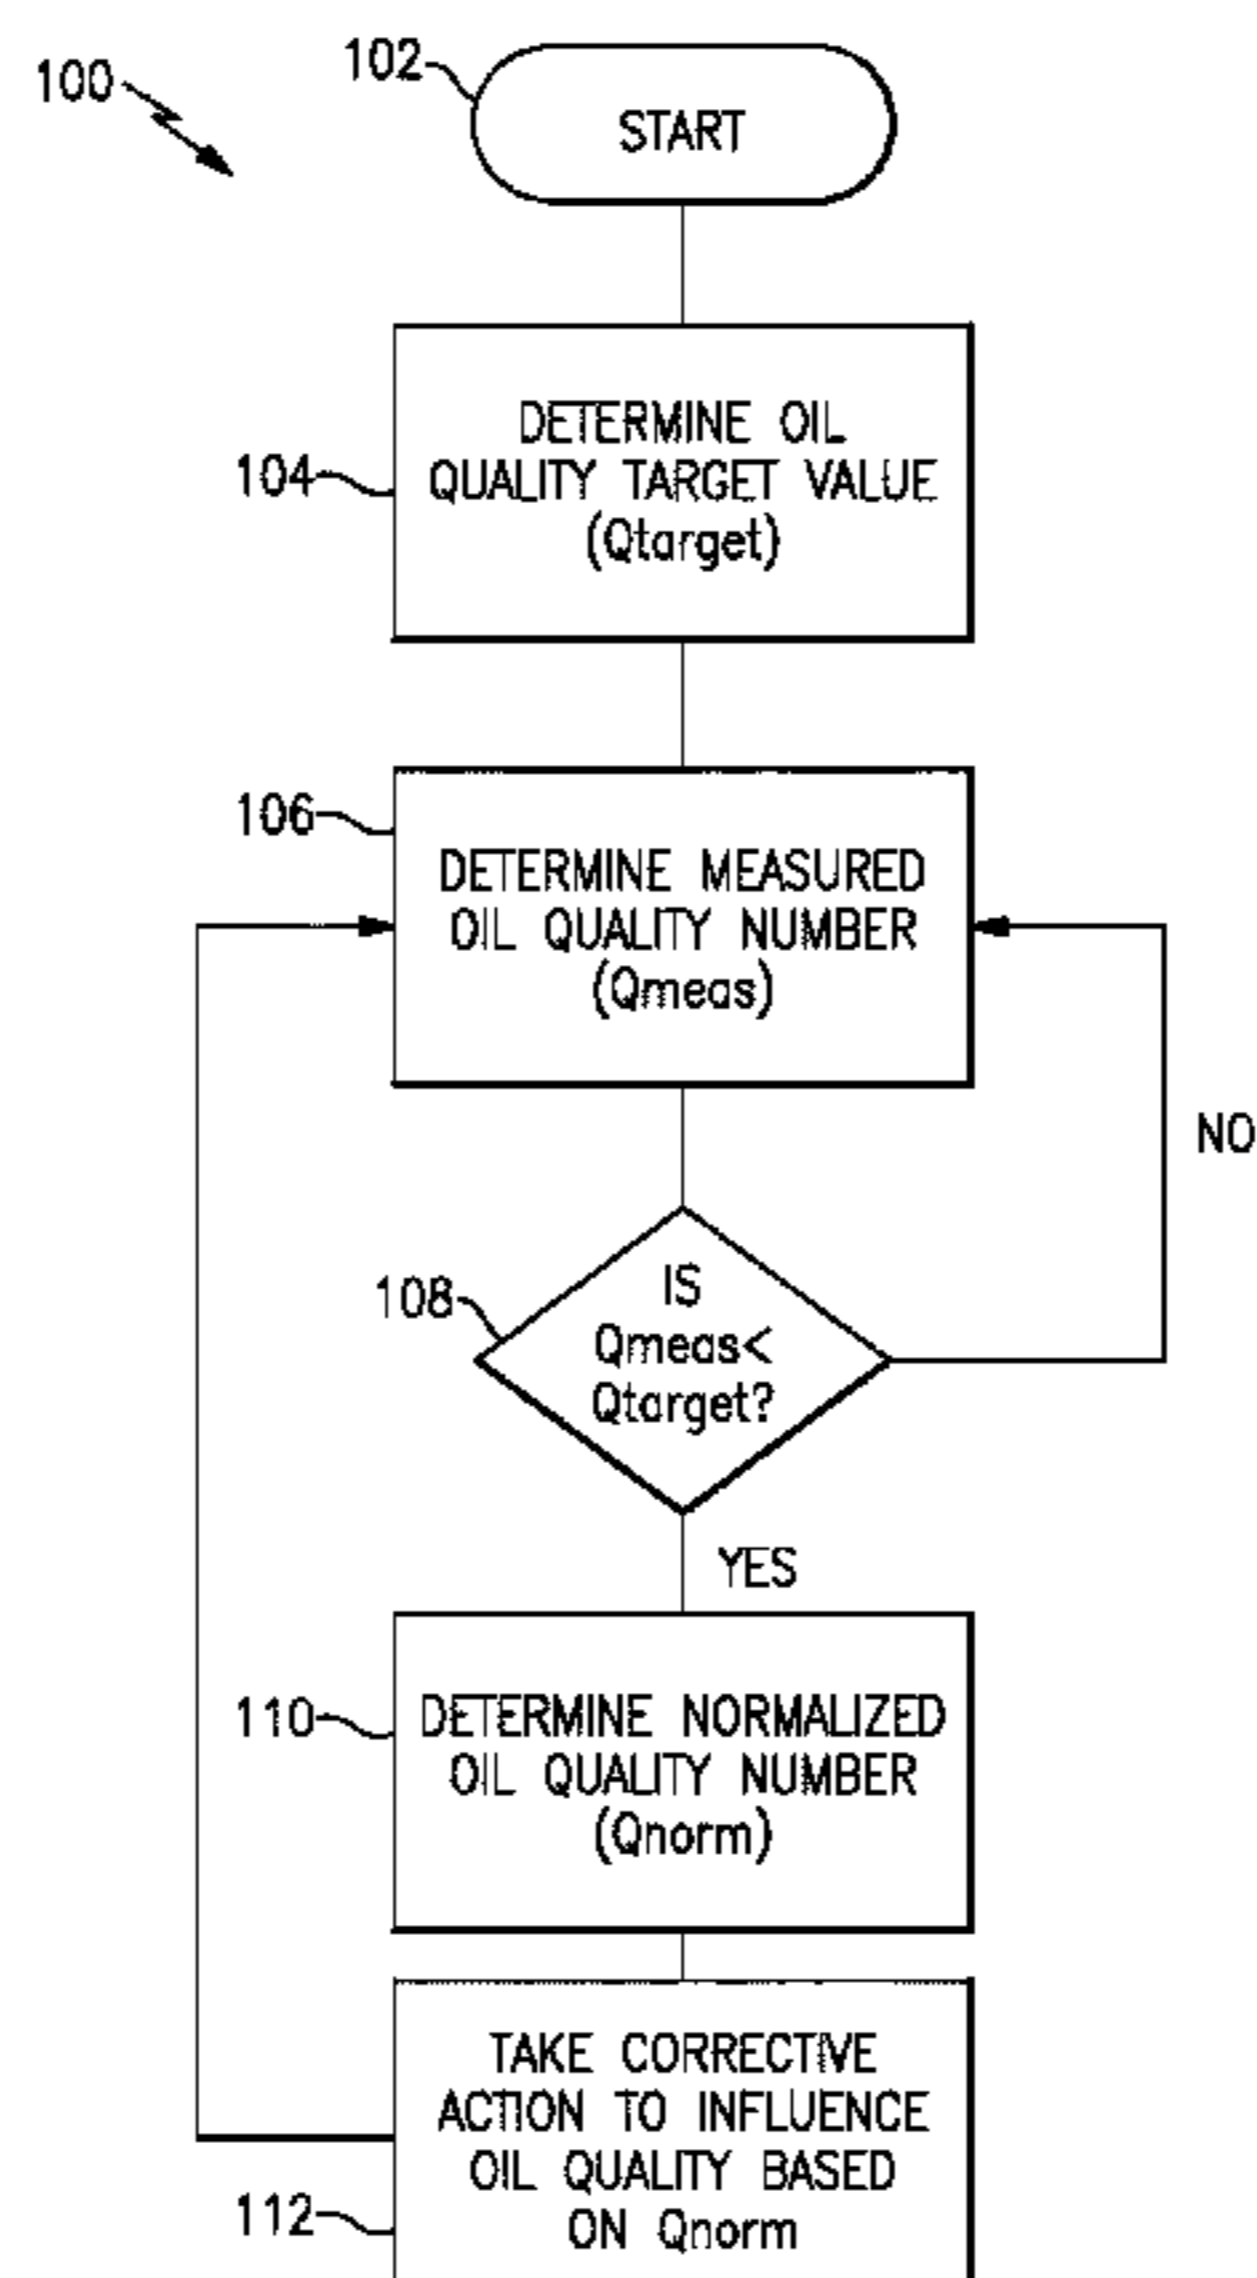 100
102
START
104
DETERMINE OIL
QUALITY TARGET VALUE
(Qtarget)
106
DETERMINE MEASURED
OIL QUALITY NUMBER
(Qmeas)
NO
108
IS
Qmeas<
Qtarget?
YES
110
DETERMINE NORMALIZED
OIL QUALITY NUMBER
(Qnorm)
TAKE CORRECTIVE
ACTION TO INFLUENCE
OIL QUALITY BASED
ON Qnorm
112